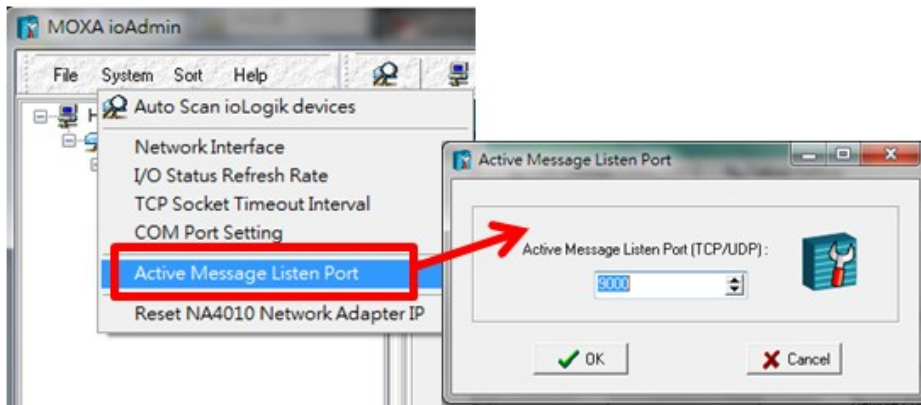 MOXA ioAdmin
File System Sort Help
Auto Scan ioLogik devices
Network Interface
I/O Status Refresh Rate
TCP Socket Timeout Interval
COM Port Setting
Active Message Listen Port
Reset NA4010 Network Adapter IP
Active Message Listen Port
Active Message Listen Port (TCP/UDP) :
9000
OK
Cancel